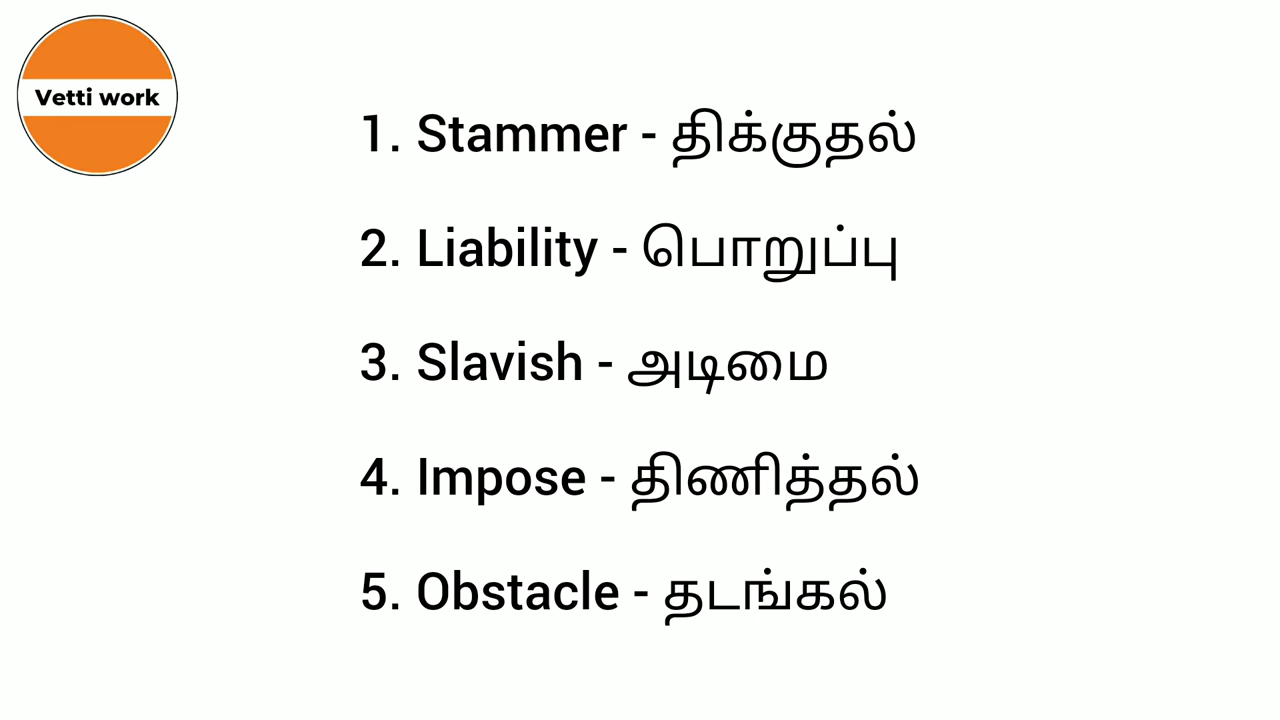 Vetti work
1. Stammer - திக்குதல்
2. Liability - பொறுப்பு
3. Slavish - அடிமை
4. Impose - திணித்தல்
5. Obstacle - தடங்கல்